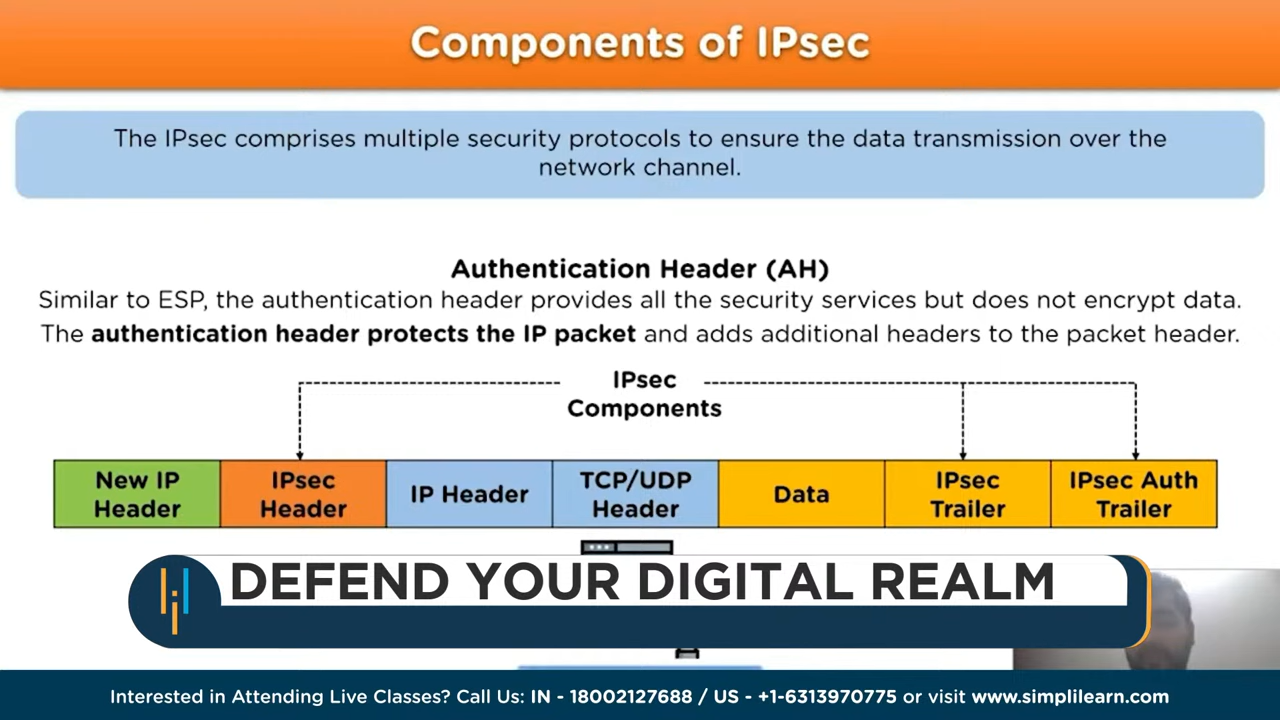 Components of IPsec
The IPsec comprises multiple security protocols to ensure the data transmission over the
network channel.
Authentication Header (AH)
Similar to ESP, the authentication header provides all the security services but does not encrypt data.
The authentication header protects the IP packet and adds additional headers to the packet header.
IPsec
Components
New IP
Header
IPsec
Header
IP Header
TCP/UDP
Header
Data
IPsec
Trailer
IPsec Auth
Trailer
DEFEND YOUR DIGITAL REALM
Interested in Attending Live Classes? Call Us: IN - 18002127688 / US - +1-6313970775 or visit www.simplilearn.com